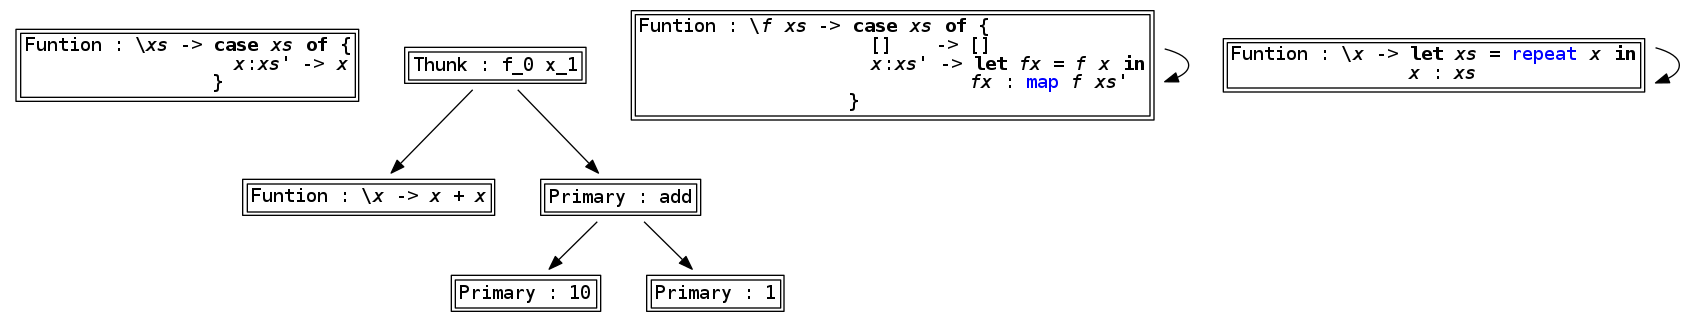 Funtion : \xs -> case xs of {
x:xs' -> x
}
Thunk : f_0 x_1
Funtion : \f xs -> case xs of {
[] -> []
x:xs' -> let fx = f x in
fx : map f xs'
}
Funtion : \x -> let xs = repeat x in
x : xs
Funtion : \x -> x + x
Primary : add
Primary : 10
Primary : 1